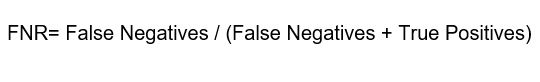 FNR= False Negatives / (False Negatives + True Positives)